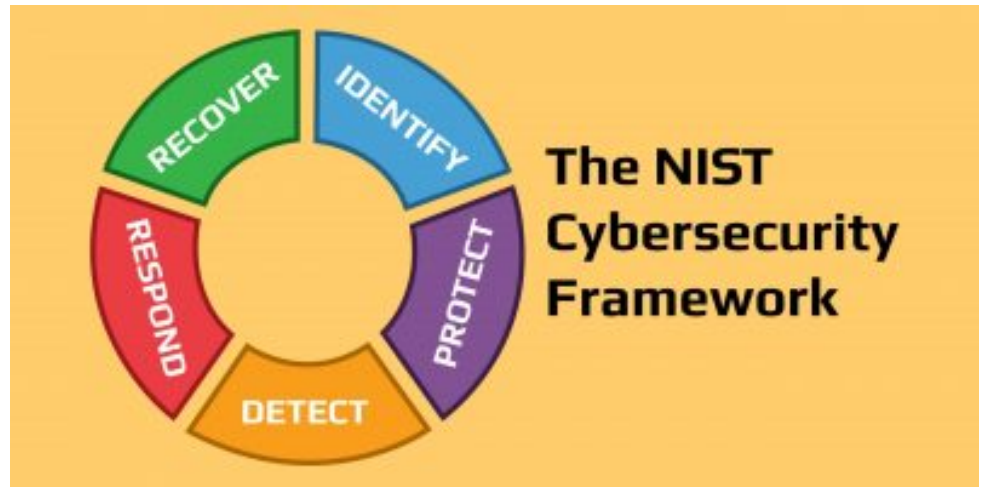 IDENTIFY
PROTECT
DETECT
RESPOND
RECOVER
The NIST
Cybersecurity
Framework